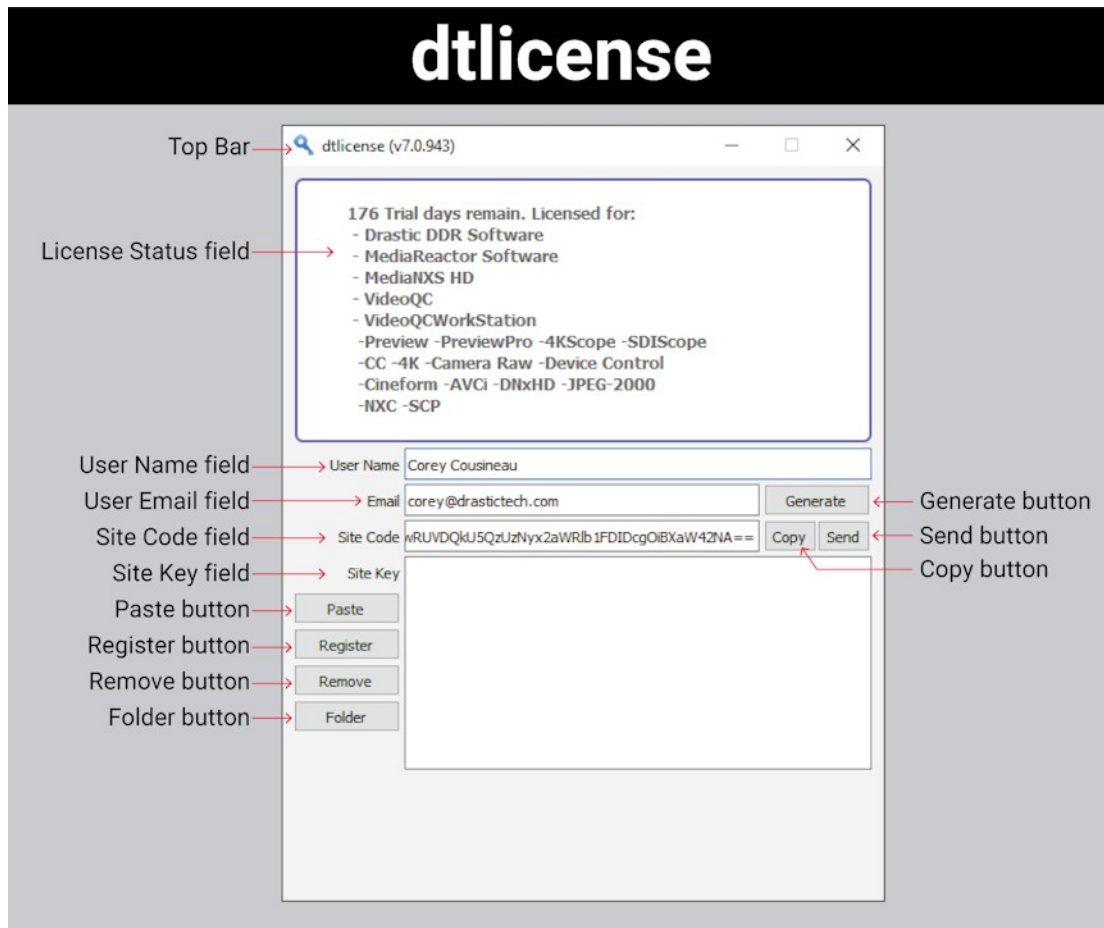 dtlicense
Top Bar
dtlicense (v7.0.943)
License Status field
176 Trial days remain. Licensed for:
- Drastic DDR Software
- MediaReactor Software
- MediaNXS HD
- VideoQC
- VideoQCWorkStation
-Preview -PreviewPro -4KScope -SDIScope
-CC -4K -Camera Raw -Device Control
-Cineform -AVCi -DNxHD -JPEG-2000
-NXC -SCP
User Name field
User Name Corey Cousineau
User Email field
Email corey@drastictech.com Generate
Generate button
Site Code field
Site Code Copy Send
Send button
Copy button
Site Key field
Site Key
Paste button
Paste
Register button
Register
Remove button
Remove
Folder button
Folder